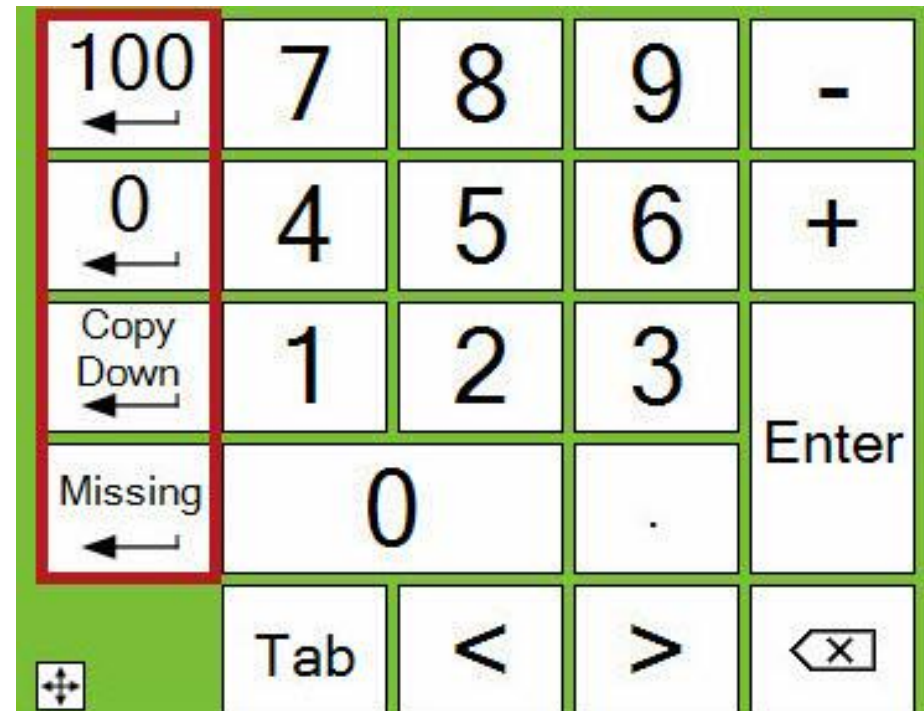 100 7 8 9 -
0 4 5 6 +
Copy
Down 1 2 3
Enter
Missing 0 .
Tab < >